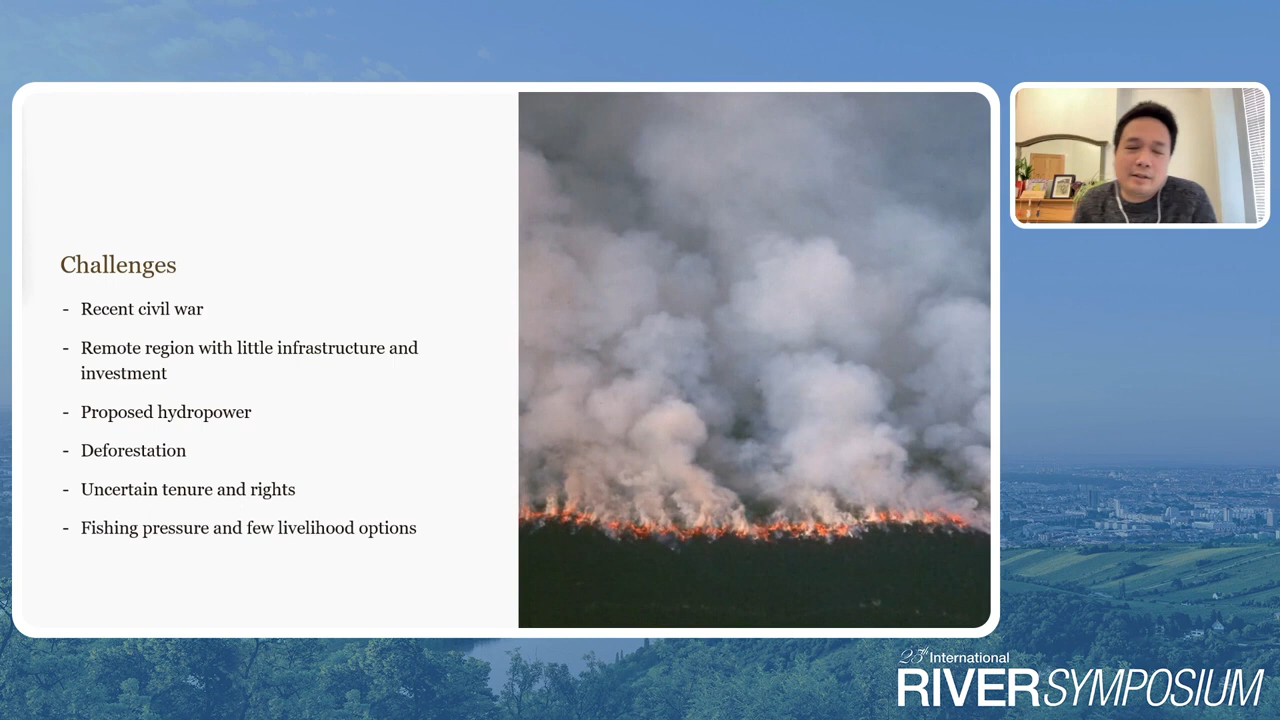 Challenges
- Recent civil war
- Remote region with little infrastructure and
investment
- Proposed hydropower
- Deforestation
- Uncertain tenure and rights
- Fishing pressure and few livelihood options
25th International
RIVERSYMPOSIUM